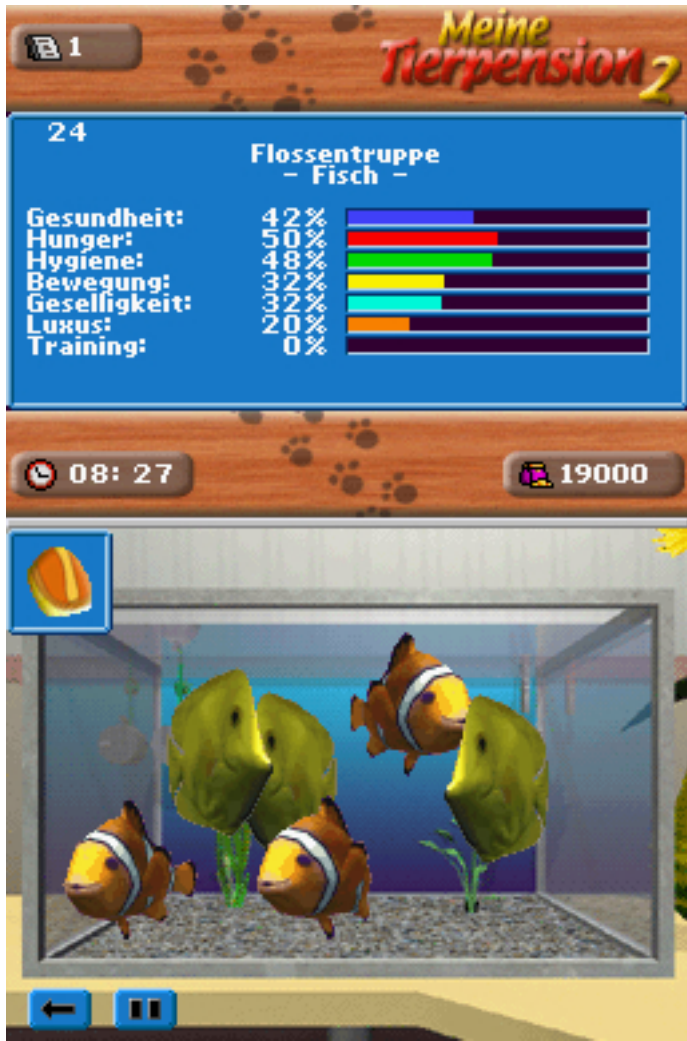 1
Meine
Tierpension 2
24
Flossentruppe
- Fisch -
Gesundheit: 42%
Hunger: 50%
Hygiene: 48%
Bewegung: 32%
Geselligkeit: 32%
Luxus: 20%
Training: 0%
08: 27
19000